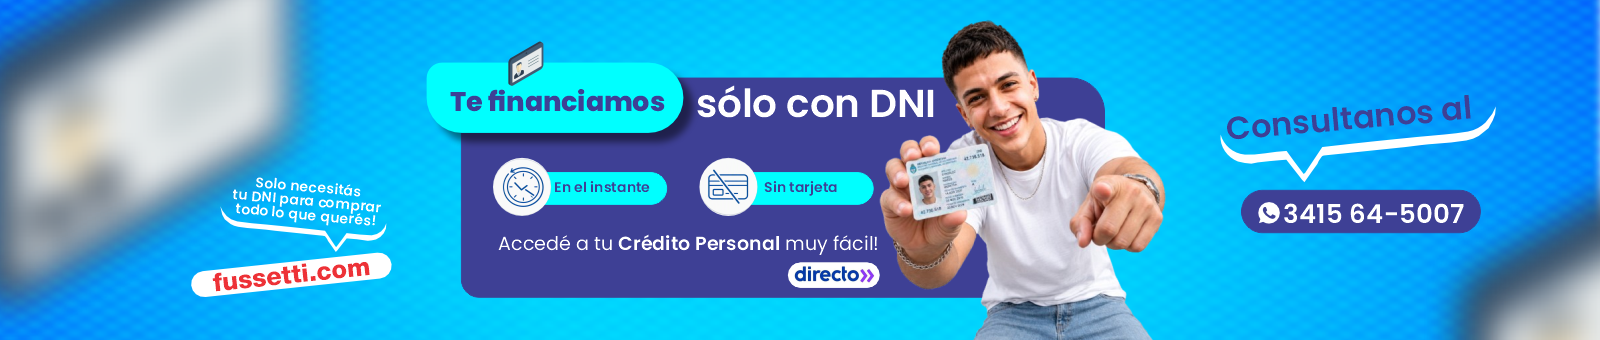 Te financiamos sólo con DNI
En el instante
Sin tarjeta
Accedé a tu Crédito Personal muy fácil!
directo»
Solo necesitás
tu DNI para comprar
todo lo que querés!
fussetti.com
Consultanos al
3415 64-5007